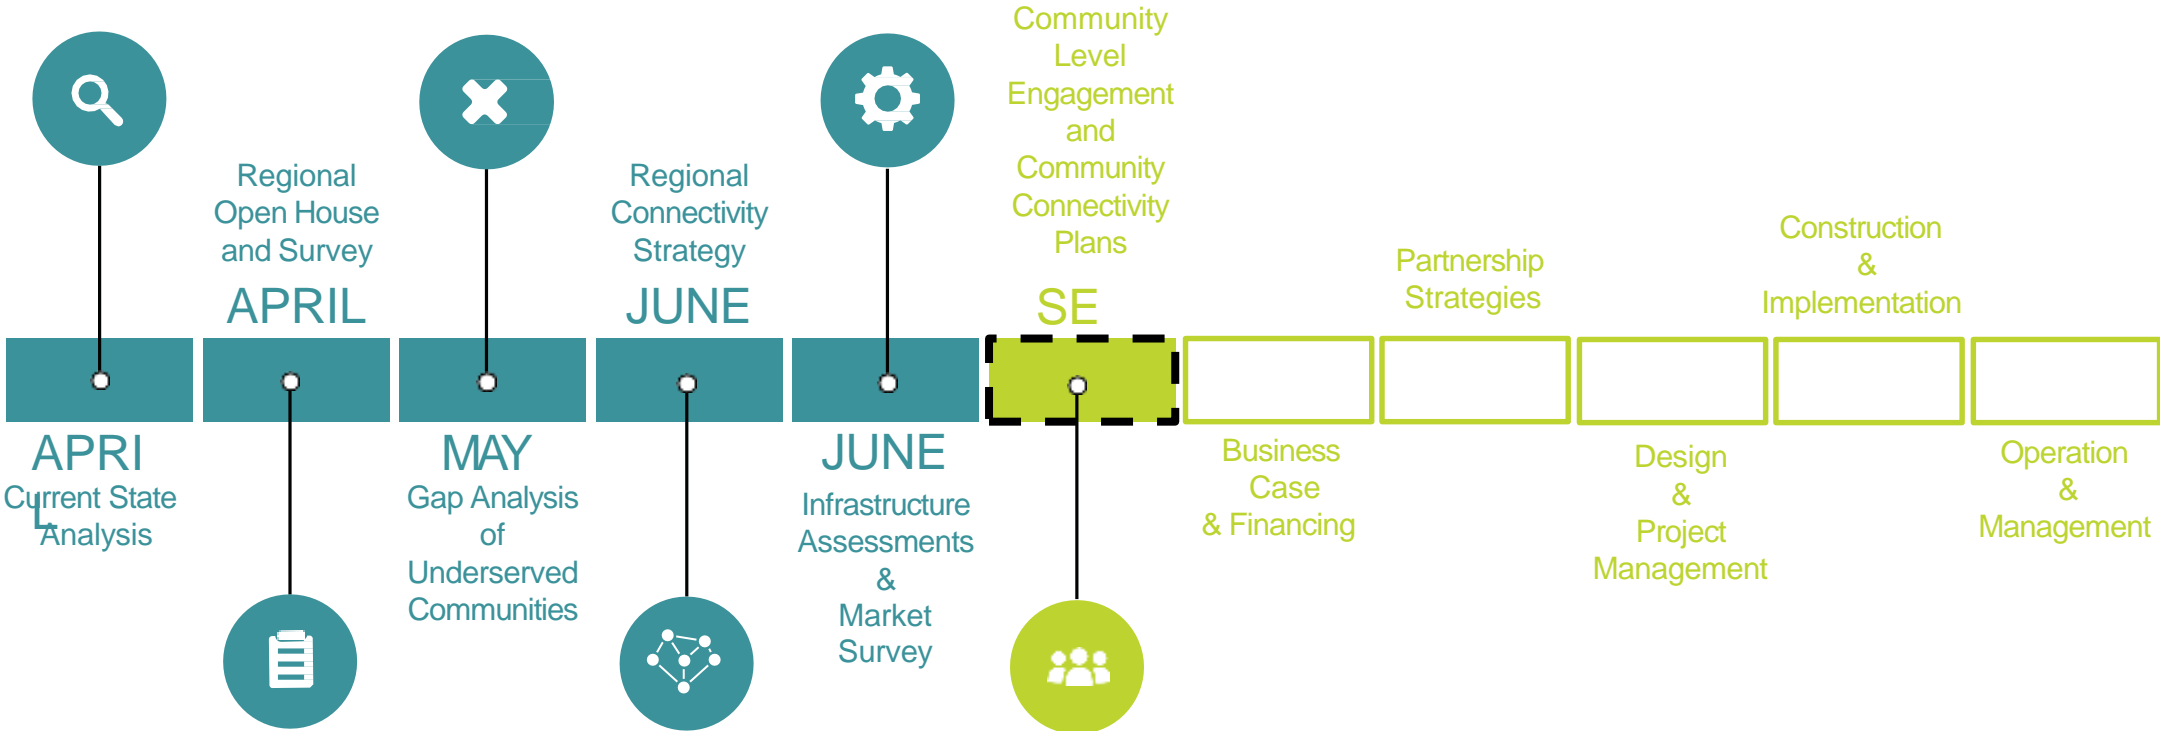 Current State
Analysis
APRI
L
Regional
Open House
and Survey
APRIL
MAY
Gap Analysis
of
Underserved
Communities
Regional
Connectivity
Strategy
JUNE
JUNE
Infrastructure
Assessments
&
Market
Survey
Community
Level
Engagement
and
Community
Connectivity
Plans
SE
Business
Case
& Financing
Partnership
Strategies
Design
&
Project
Management
Construction
&
Implementation
Operation
&
Management